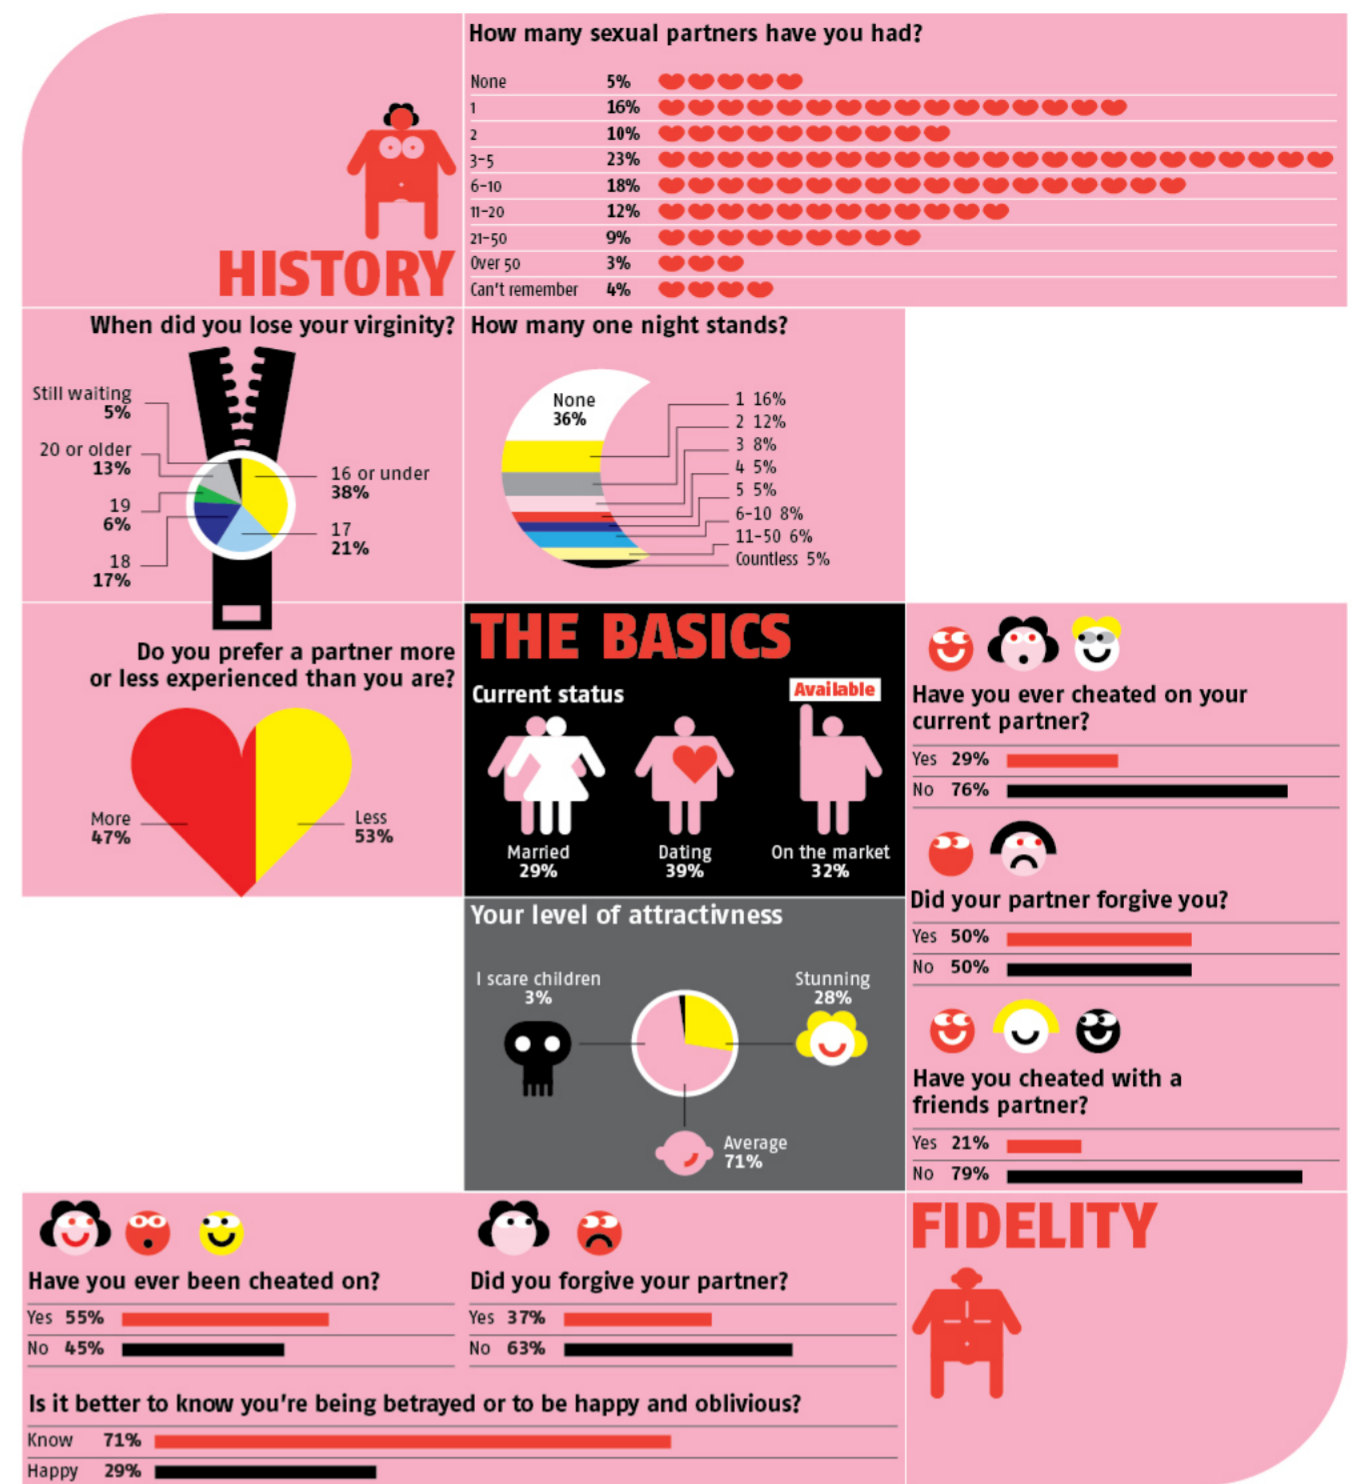 How many sexual partners have you had?
None 5%
1 16%
2 10%
3-5 23%
6-10 18%
11-20 12%
21-50 9%
Over 50 3%
Can't remember 4%
HISTORY
When did you lose your virginity?
Still waiting
5%
20 or older
13%
19
6%
18
17%
16 or under
38%
17
21%
How many one night stands?
None
36%
1 16%
2 12%
3 8%
4 5%
5 5%
6-10 8%
11-50 6%
Countless 5%
Do you prefer a partner more
or less experienced than you are?
More
47%
Less
53%
THE BASICS
Current status
Available
Married
29%
Dating
39%
On the market
32%
Your level of attractivness
I scare children
3%
Stunning
28%
Average
71%
Have you ever cheated on your
current partner?
Yes 29%
No 76%
Did your partner forgive you?
Yes 50%
No 50%
Have you cheated with a
friends partner?
Yes 21%
No 79%
FIDELITY
Have you ever been cheated on?
Yes 55%
No 45%
Did you forgive your partner?
Yes 37%
No 63%
Is it better to know you're being betrayed or to be happy and oblivious?
Know 71%
Happy 29%